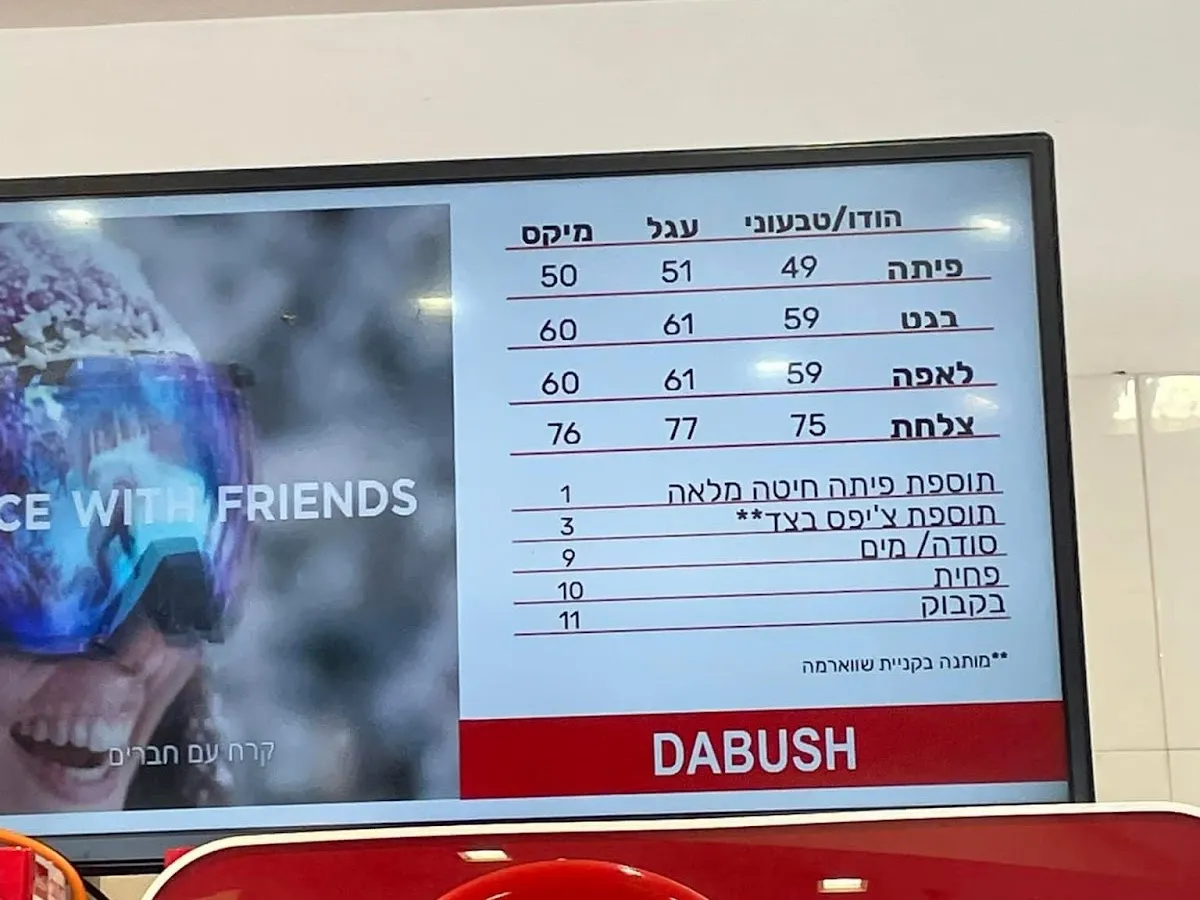 הודו/טבעוני עגל מיקס
פיתה 49 51 50
בגט 59 61 60
לאפה 59 61 60
צלחת 75 77 76
תוספת פיתה חיטה מלאה 1
תוספת צ'יפס בצד** 3
סודה/ מים 9
פחית 10
בקבוק 11
**מותנה בקניית שווארמה
DABUSH
CE WITH FRIENDS
קרח עם חברים